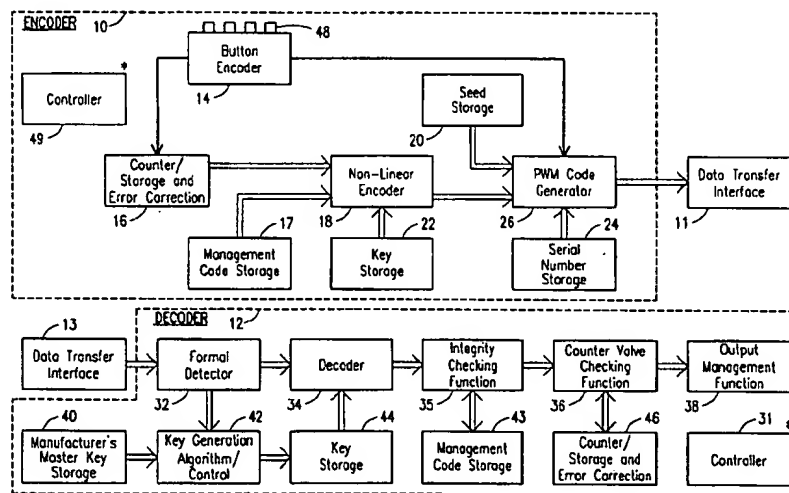 ENCODER
10
48
Button
Encoder
14
*
Controller
49
Seed
Storage
20
Counter/
Storage and
Error Correction
16
Non-Linear
Encoder
18
PWM Code
Generator
26
Data Transfer
Interface
11
17
Management
Code Storage
22
Key
Storage
24
Serial
Number
Storage
DECODER
12
13
Data Transfer
Interface
Formal
Detector
32
Decoder
34
Integrity
Checking
Function
35
Counter Valve
Checking
Function
36
Output
Management
Function
38
40
Manufacturer's
Master Key
Storage
42
Key Generation
Algorithm/
Control
44
Key
Storage
43
Management
Code Storage
46
Counter/
Storage and
Error Correction
31
*
Controller